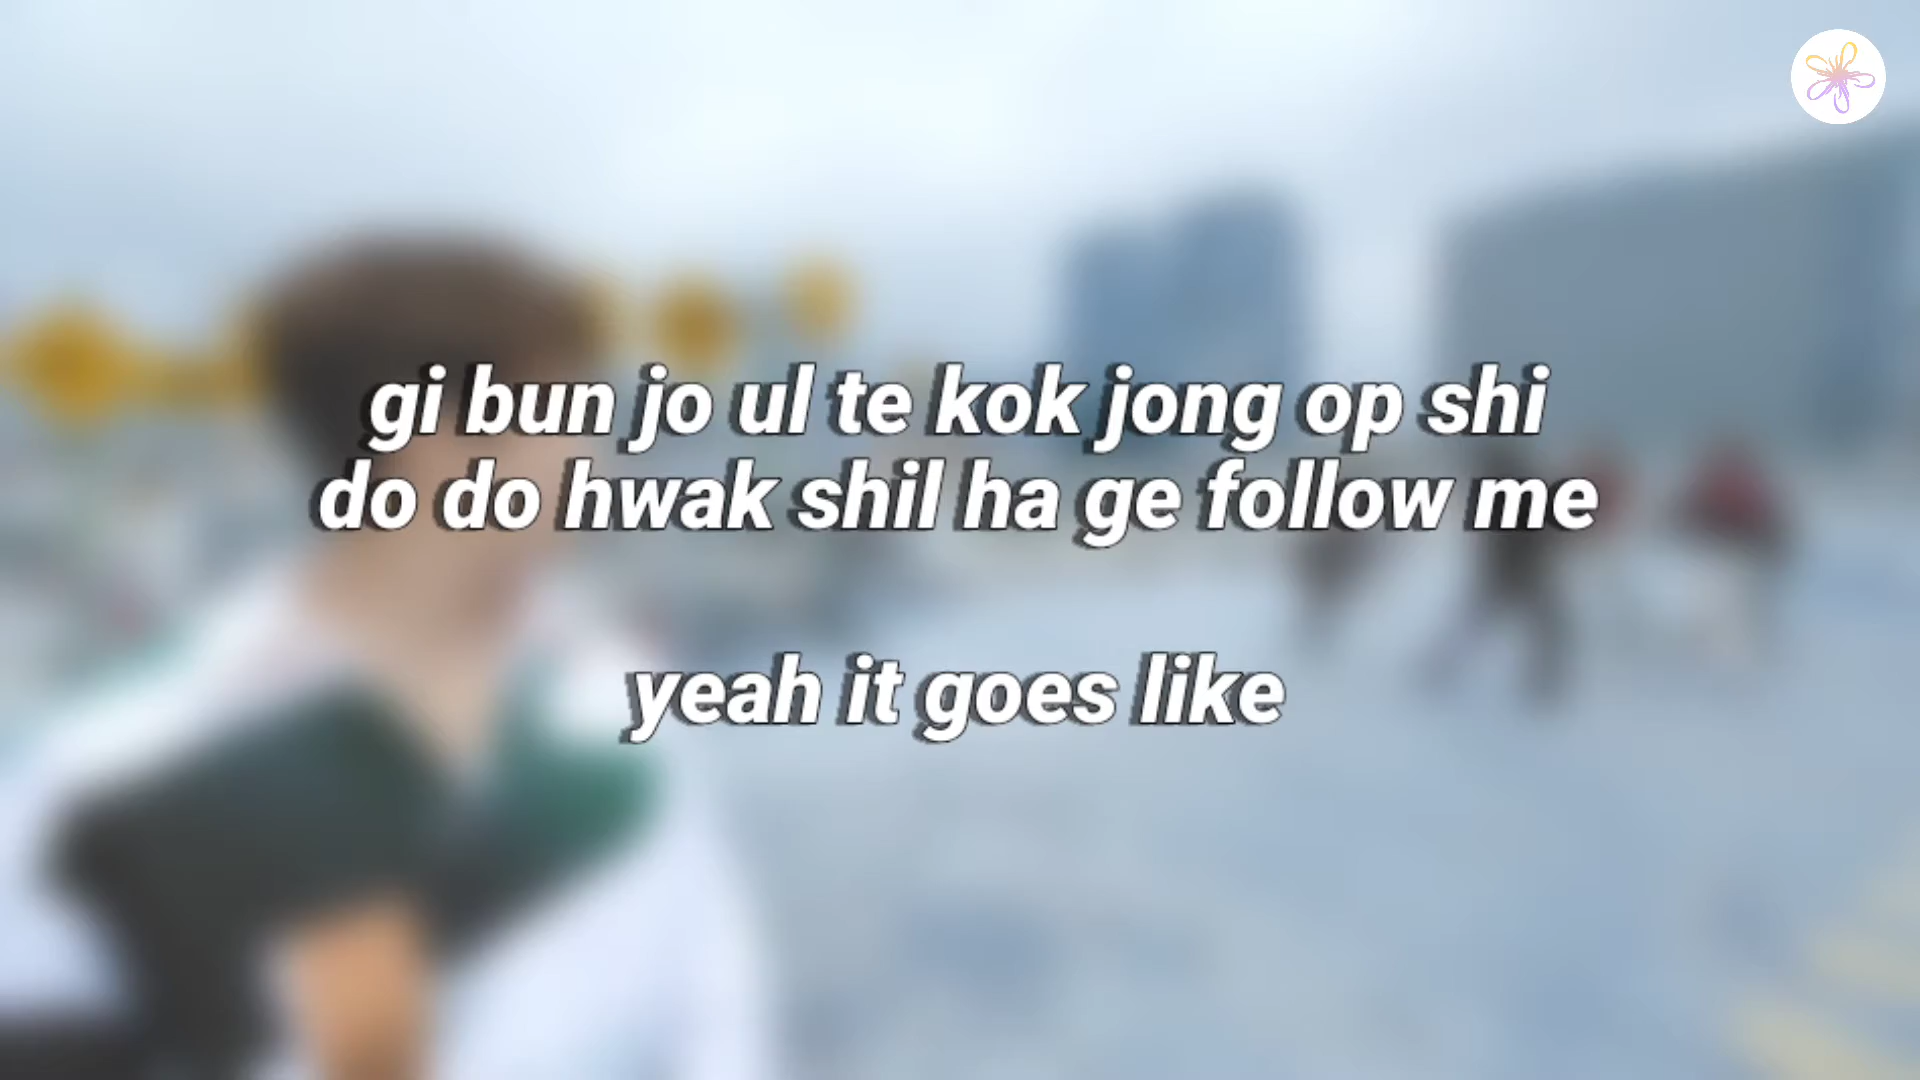 gi bun jo ul te kok jong op shi
do do hwak shil ha ge follow me
yeah it goes like